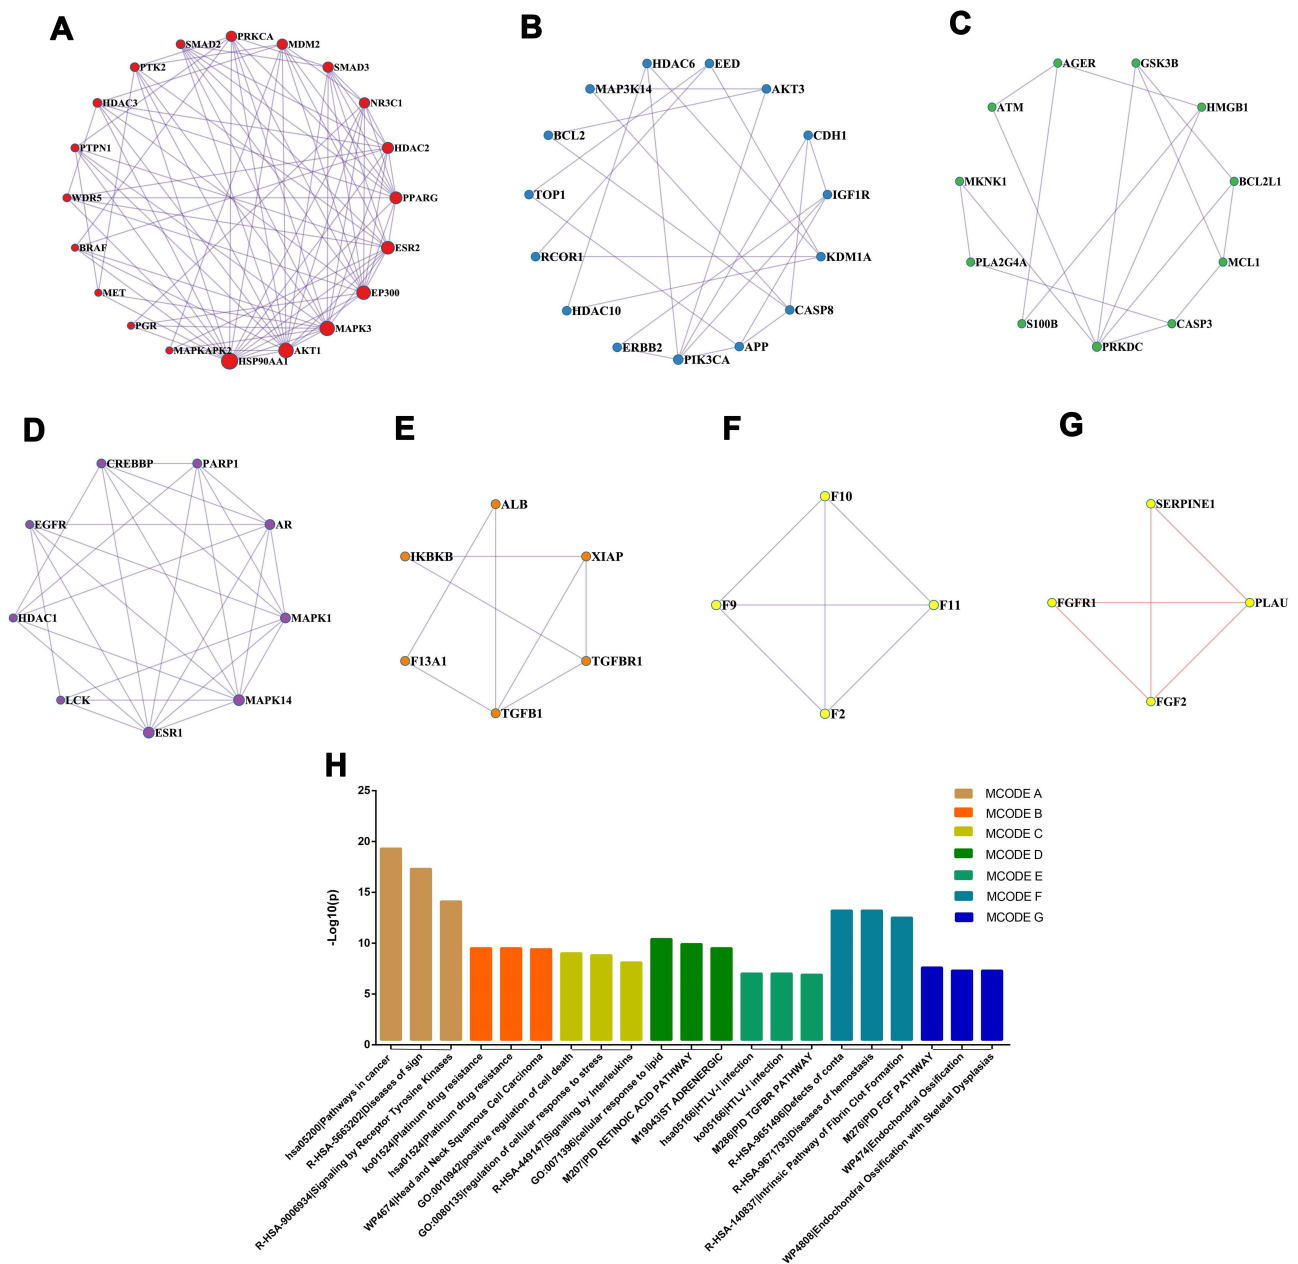 A
PRKCA
SMAD2
MDM2
PTK2
SMAD3
HDAC3
NR3C1
PTPN1
HDAC2
WDR5
PPARG
BRAF
ESR2
MET
EP300
PGR
MAPK3
MAPKAPK2
AKT1
HSP90AA1
B
HDAC6
EED
MAP3K14
AKT3
BCL2
CDH1
TOP1
IGF1R
RCOR1
KDM1A
HDAC10
CASP8
ERBB2
APP
PIK3CA
C
AGER
GSK3B
ATM
HMGB1
MKNK1
BCL2L1
PLA2G4A
MCL1
S100B
CASP3
PRKDC
D
CREBBP
PARP1
EGFR
AR
HDAC1
MAPK1
LCK
MAPK14
ESR1
E
ALB
IKBKB
XIAP
F13A1
TGFBR1
TGFB1
F
F10
F9
F11
F2
G
SERPINE1
FGFR1
PLAU
FGF2
H
-Log10(p)
25
20
15
10
5
0
MCODE A
MCODE B
MCODE C
MCODE D
MCODE E
MCODE F
MCODE G
hsa05200|Pathways in cancer
R-HSA-5663202|Diseases of sign
R-HSA-9006934|Signaling by Receptor Tyrosine Kinases
ko01524|Platinum drug resistance
hsa01524|Platinum drug resistance
WP4674|Head and Neck Squamous Cell Carcinoma
GO:0010942|positive regulation of cell death
GO:0080135|regulation of cellular response to stress
R-HSA-449147|Signaling by Interleukins
GO:0071396|cellular response to lipid
M207|PID RETINOIC ACID PATHWAY
M19043|ST ADRENERGIC
hsa05166|HTLV-I infection
ko05166|HTLV-I infection
M286|PID TGFBR PATHWAY
R-HSA-9651496|Defects of conta
R-HSA-9671793|Diseases of hemostasis
R-HSA-140837|Intrinsic Pathway of Fibrin Clot Formation
M276|PID FGF PATHWAY
WP474|Endochondral Ossification
WP4808|Endochondral Ossification with Skeletal Dysplasias